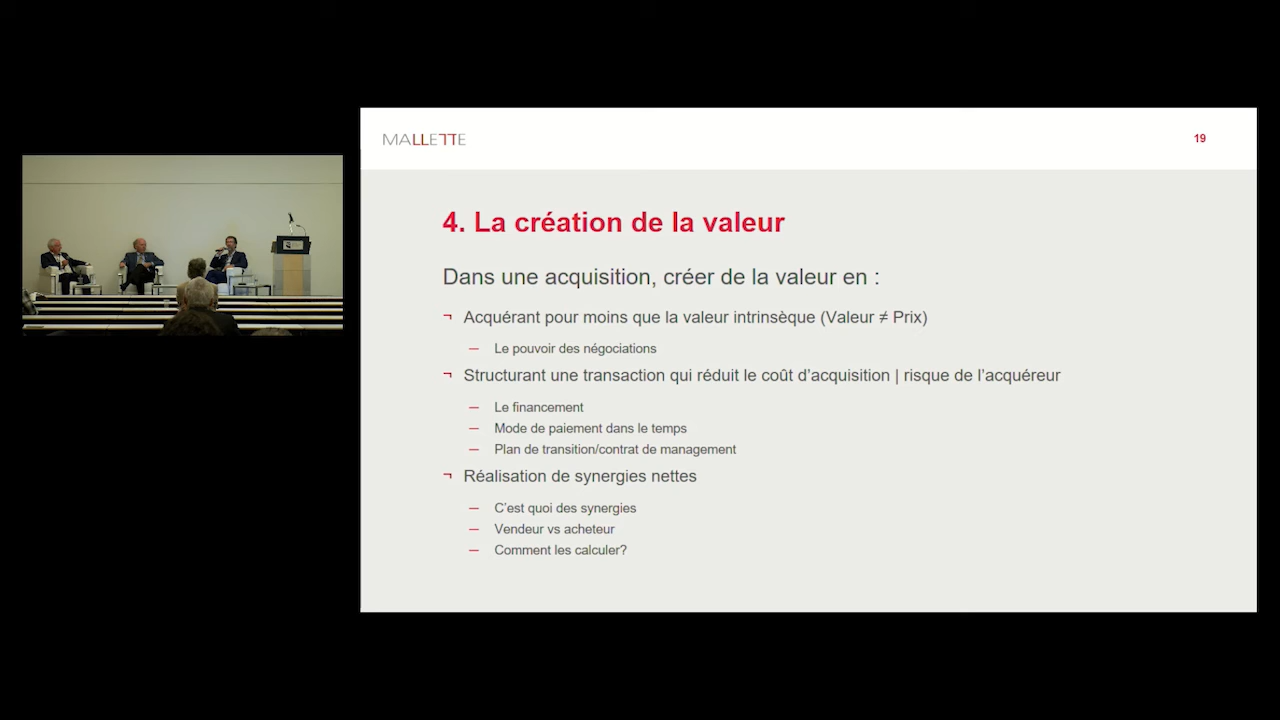 MALLETTE
19
4. La création de la valeur
Dans une acquisition, créer de la valeur en :
¬ Acquérant pour moins que la valeur intrinsèque (Valeur ≠ Prix)
— Le pouvoir des négociations
¬ Structurant une transaction qui réduit le coût d’acquisition | risque de l’acquéreur
— Le financement
— Mode de paiement dans le temps
— Plan de transition/contrat de management
¬ Réalisation de synergies nettes
— C’est quoi des synergies
— Vendeur vs acheteur
— Comment les calculer?